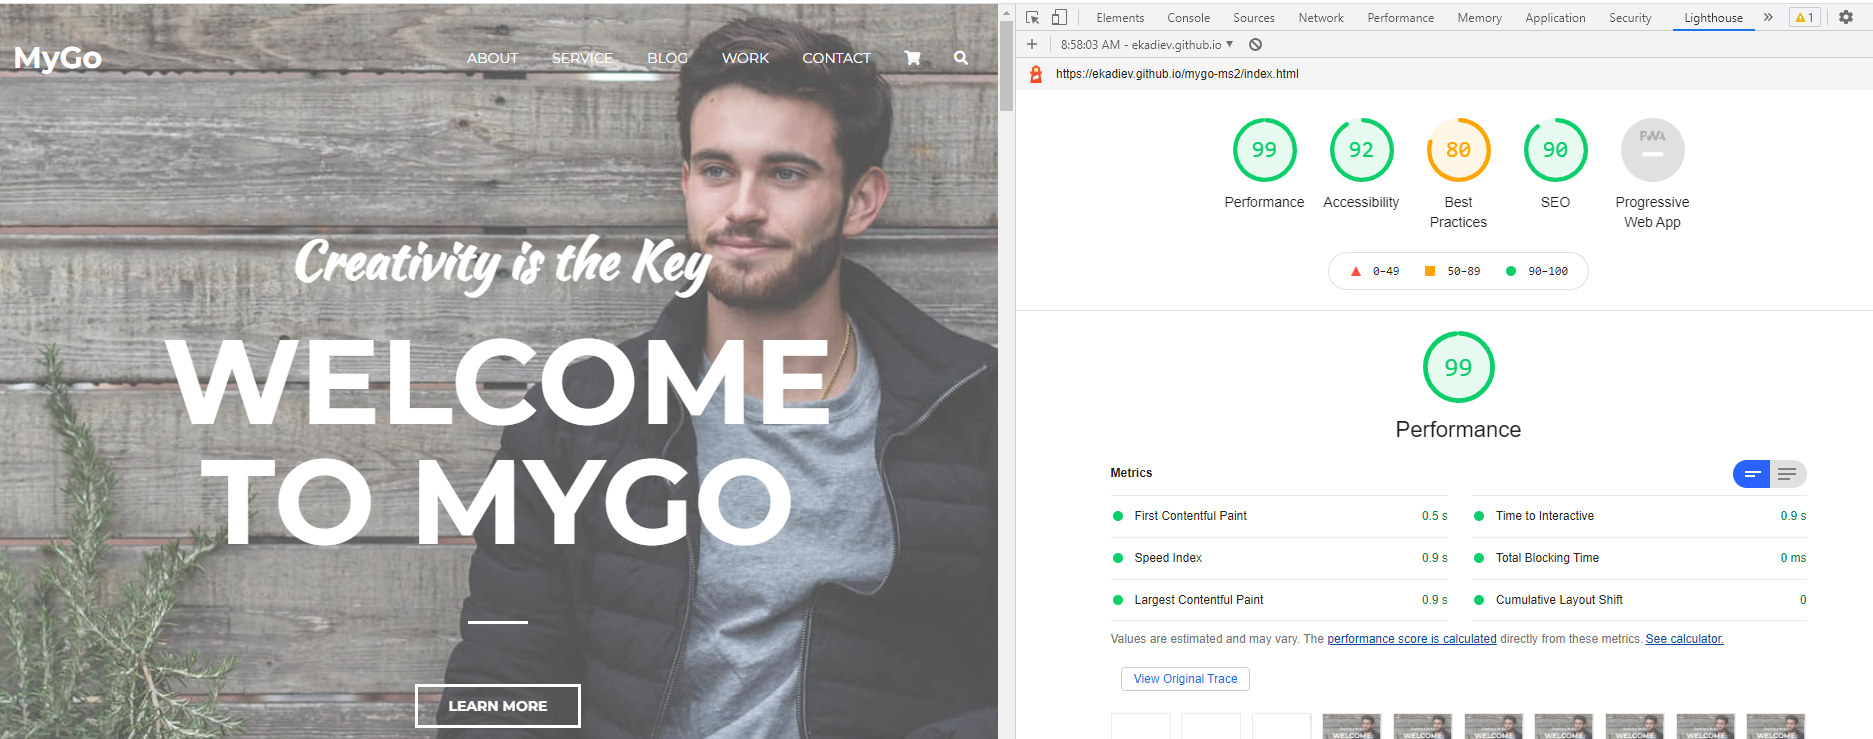 MyGo
ABOUT SERVICE BLOG WORK CONTACT
Creativity is the Key
WELCOME
TO MYGO
LEARN MORE
Elements Console Sources Network Performance Memory Application Security Lighthouse » 1
8:58:03 AM - ekadiev.github.io
https://ekadiev.github.io/mygo-ms2/index.html
99 92 80 90 PWA
Performance Accessibility Best Practices SEO Progressive Web App
0–49 50–89 90–100
99
Performance
Metrics
First Contentful Paint 0.5 s
Time to Interactive 0.9 s
Speed Index 0.9 s
Total Blocking Time 0 ms
Largest Contentful Paint 0.9 s
Cumulative Layout Shift 0
Values are estimated and may vary. The performance score is calculated directly from these metrics. See calculator.
View Original Trace
WELCOME WELCOME WELCOME WELCOME WELCOME WELCOME WELCOME